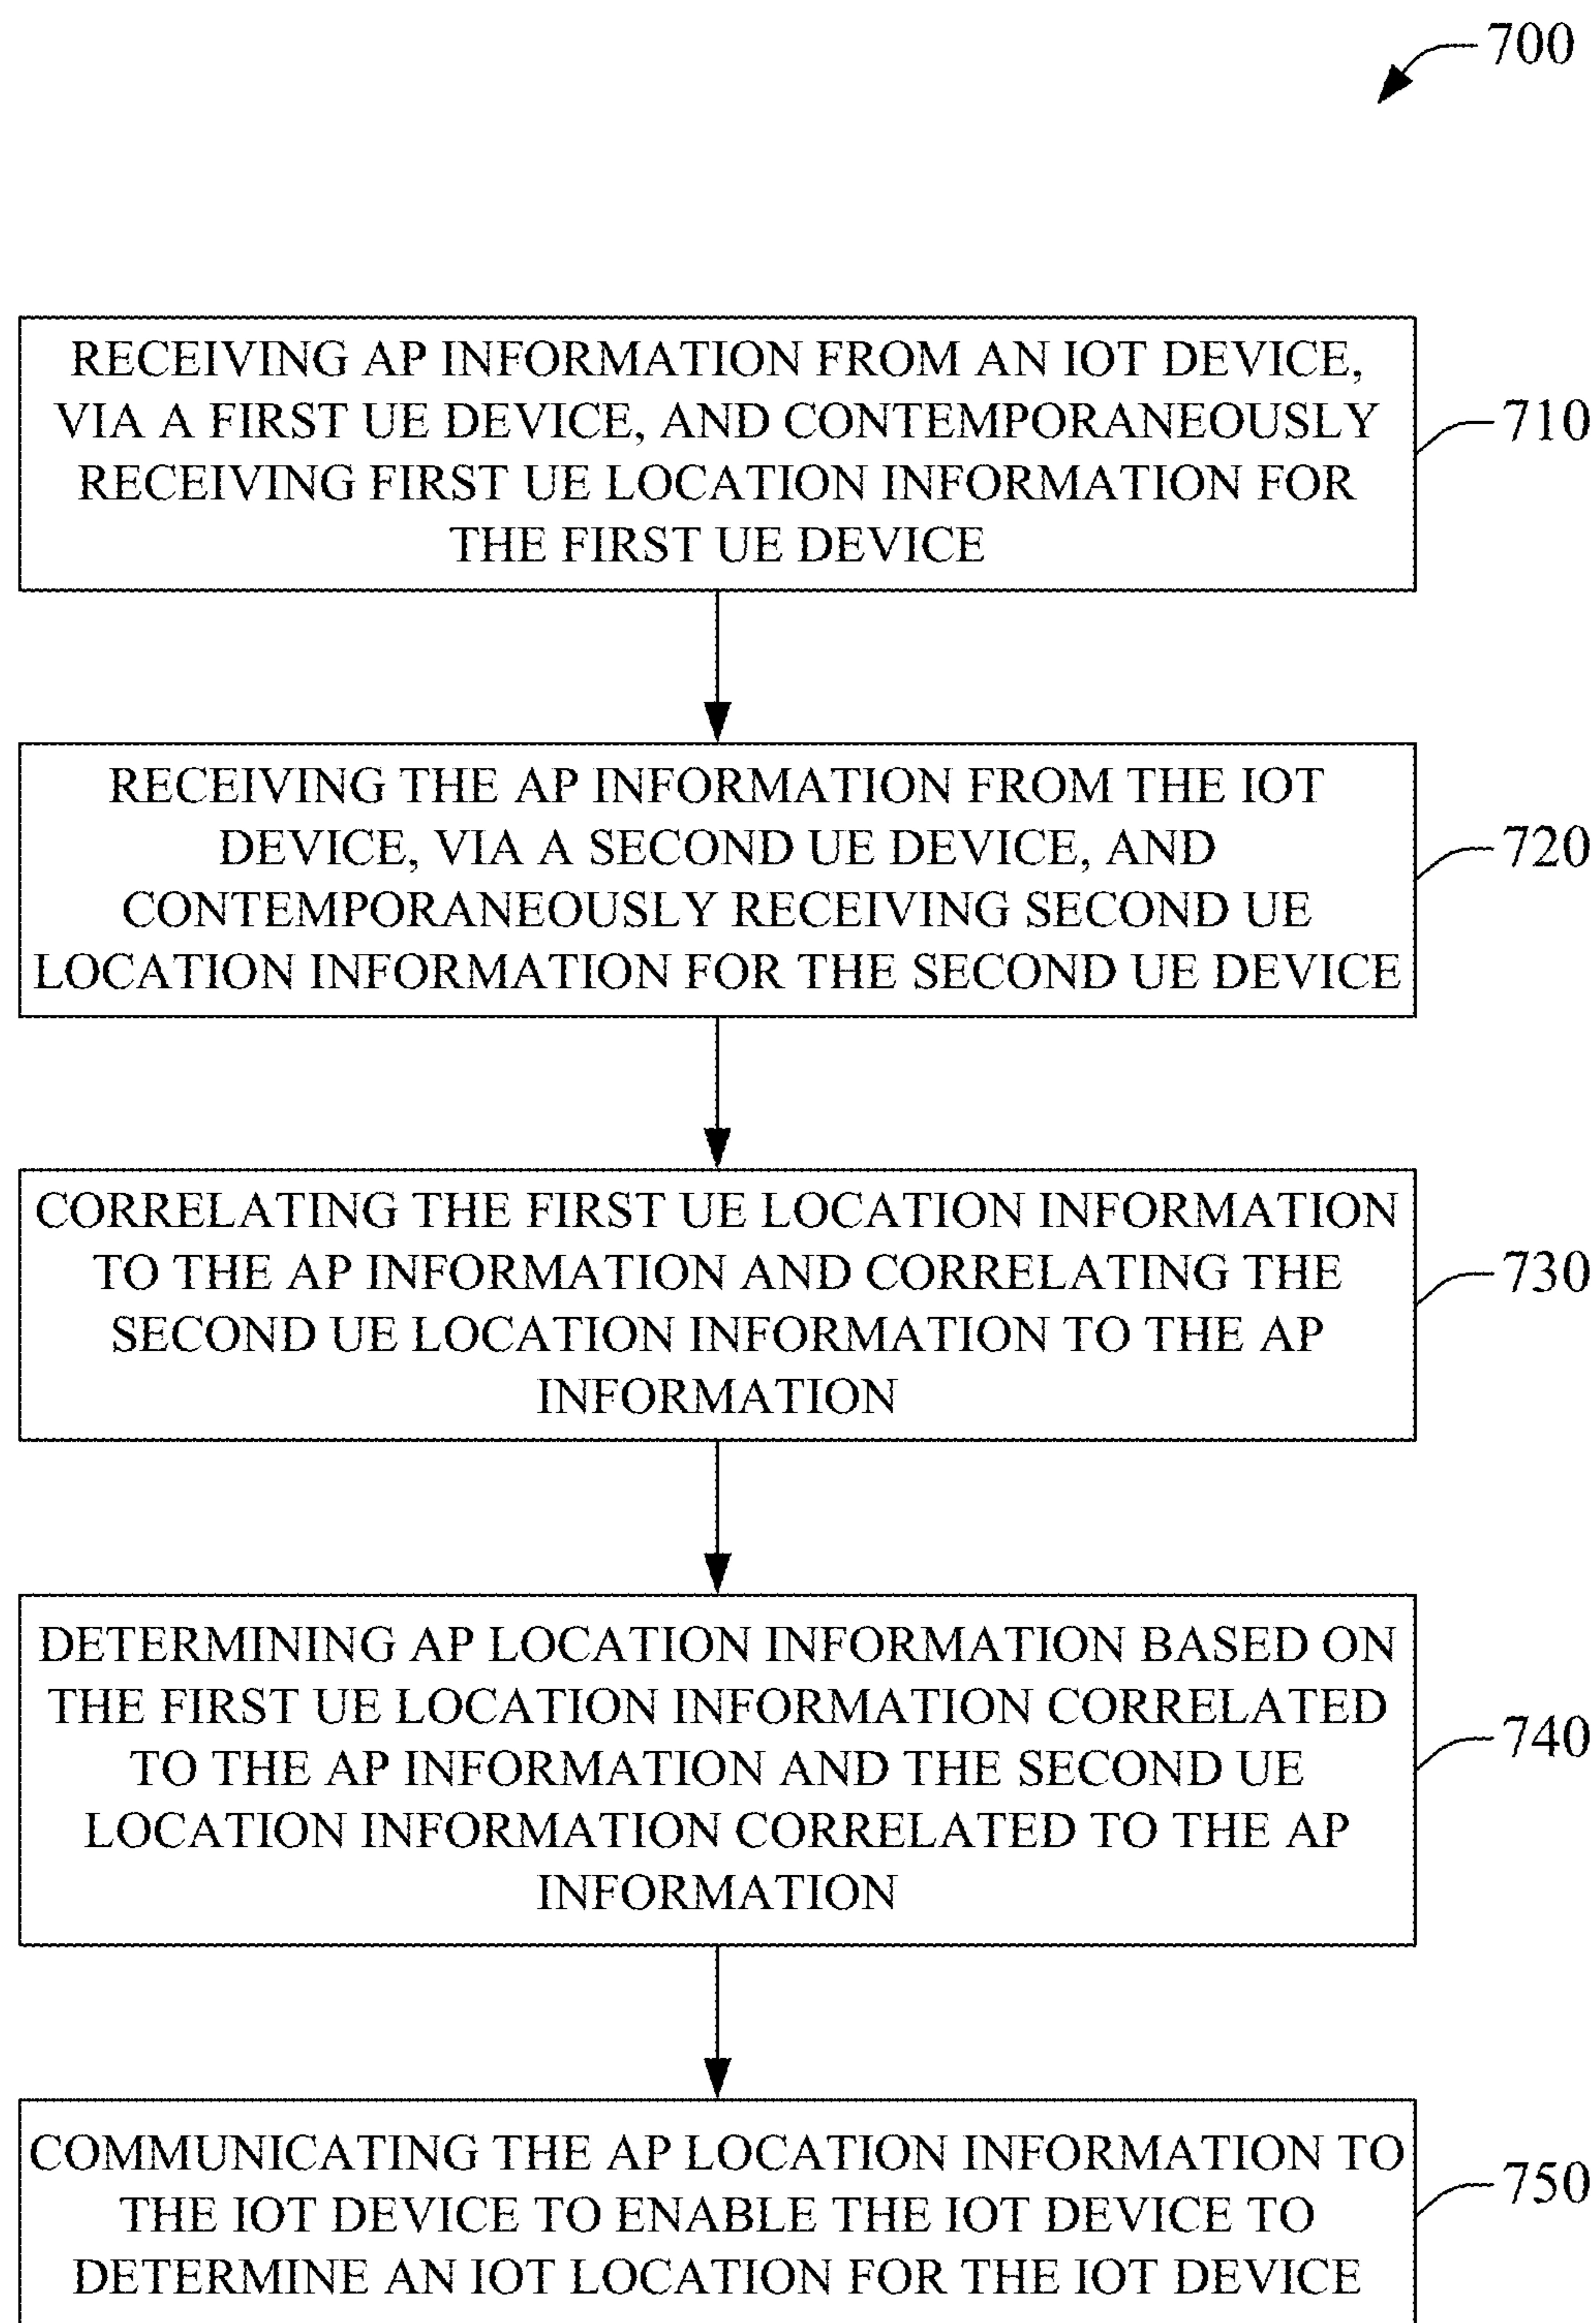 700
RECEIVING AP INFORMATION FROM AN IOT DEVICE,
VIA A FIRST UE DEVICE, AND CONTEMPORANEOUSLY
RECEIVING FIRST UE LOCATION INFORMATION FOR
THE FIRST UE DEVICE
710
RECEIVING THE AP INFORMATION FROM THE IOT
DEVICE, VIA A SECOND UE DEVICE, AND
CONTEMPORANEOUSLY RECEIVING SECOND UE
LOCATION INFORMATION FOR THE SECOND UE DEVICE
720
CORRELATING THE FIRST UE LOCATION INFORMATION
TO THE AP INFORMATION AND CORRELATING THE
SECOND UE LOCATION INFORMATION TO THE AP
INFORMATION
730
DETERMINING AP LOCATION INFORMATION BASED ON
THE FIRST UE LOCATION INFORMATION CORRELATED
TO THE AP INFORMATION AND THE SECOND UE
LOCATION INFORMATION CORRELATED TO THE AP
INFORMATION
740
COMMUNICATING THE AP LOCATION INFORMATION TO
THE IOT DEVICE TO ENABLE THE IOT DEVICE TO
DETERMINE AN IOT LOCATION FOR THE IOT DEVICE
750